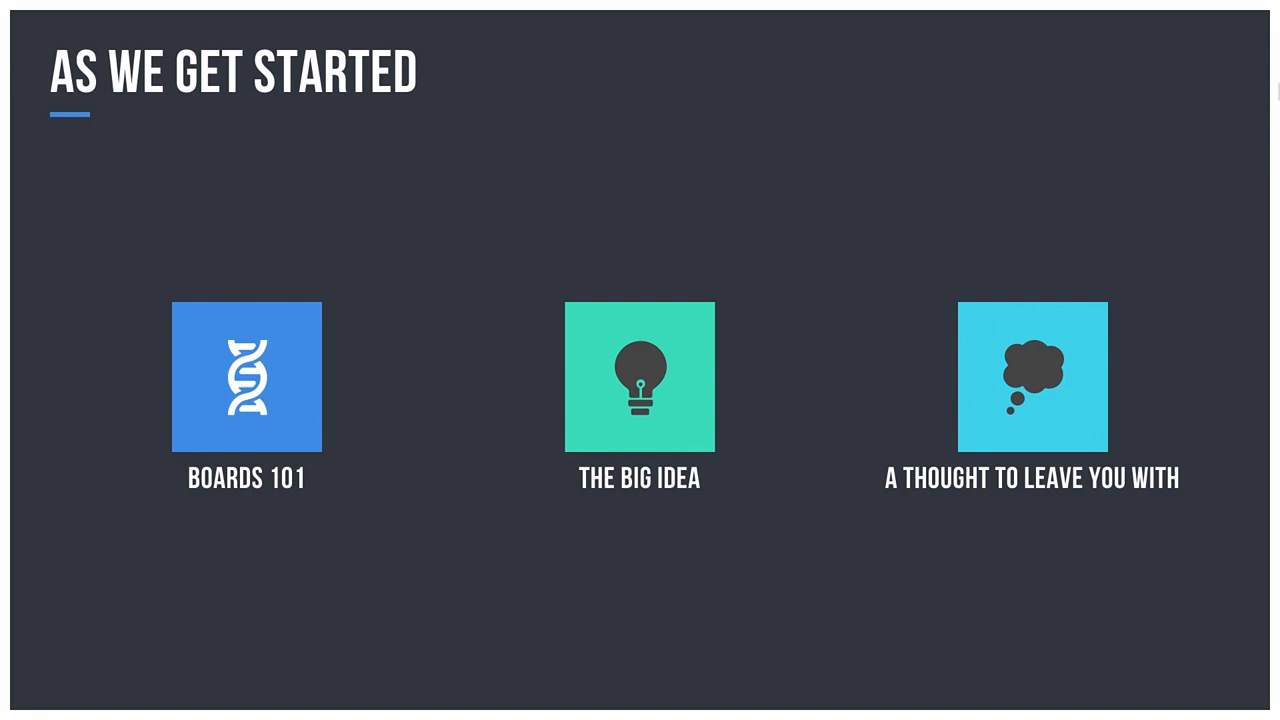 AS WE GET STARTED
BOARDS 101
THE BIG IDEA
A THOUGHT TO LEAVE YOU WITH